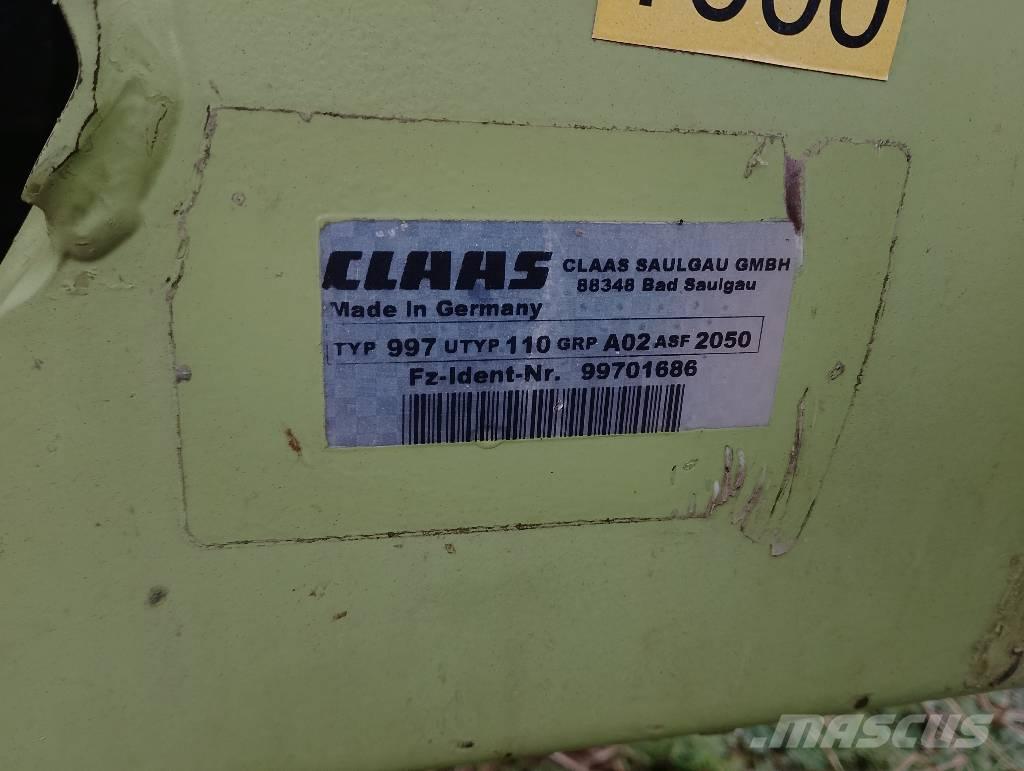 CLAAS
CLAAS SAULGAU GMBH
88348 Bad Saulgau
Made In Germany
TYP 997 UTYP 110 GRP A02 ASF 2050
Fz-Ident-Nr. 99701686
MASCUS